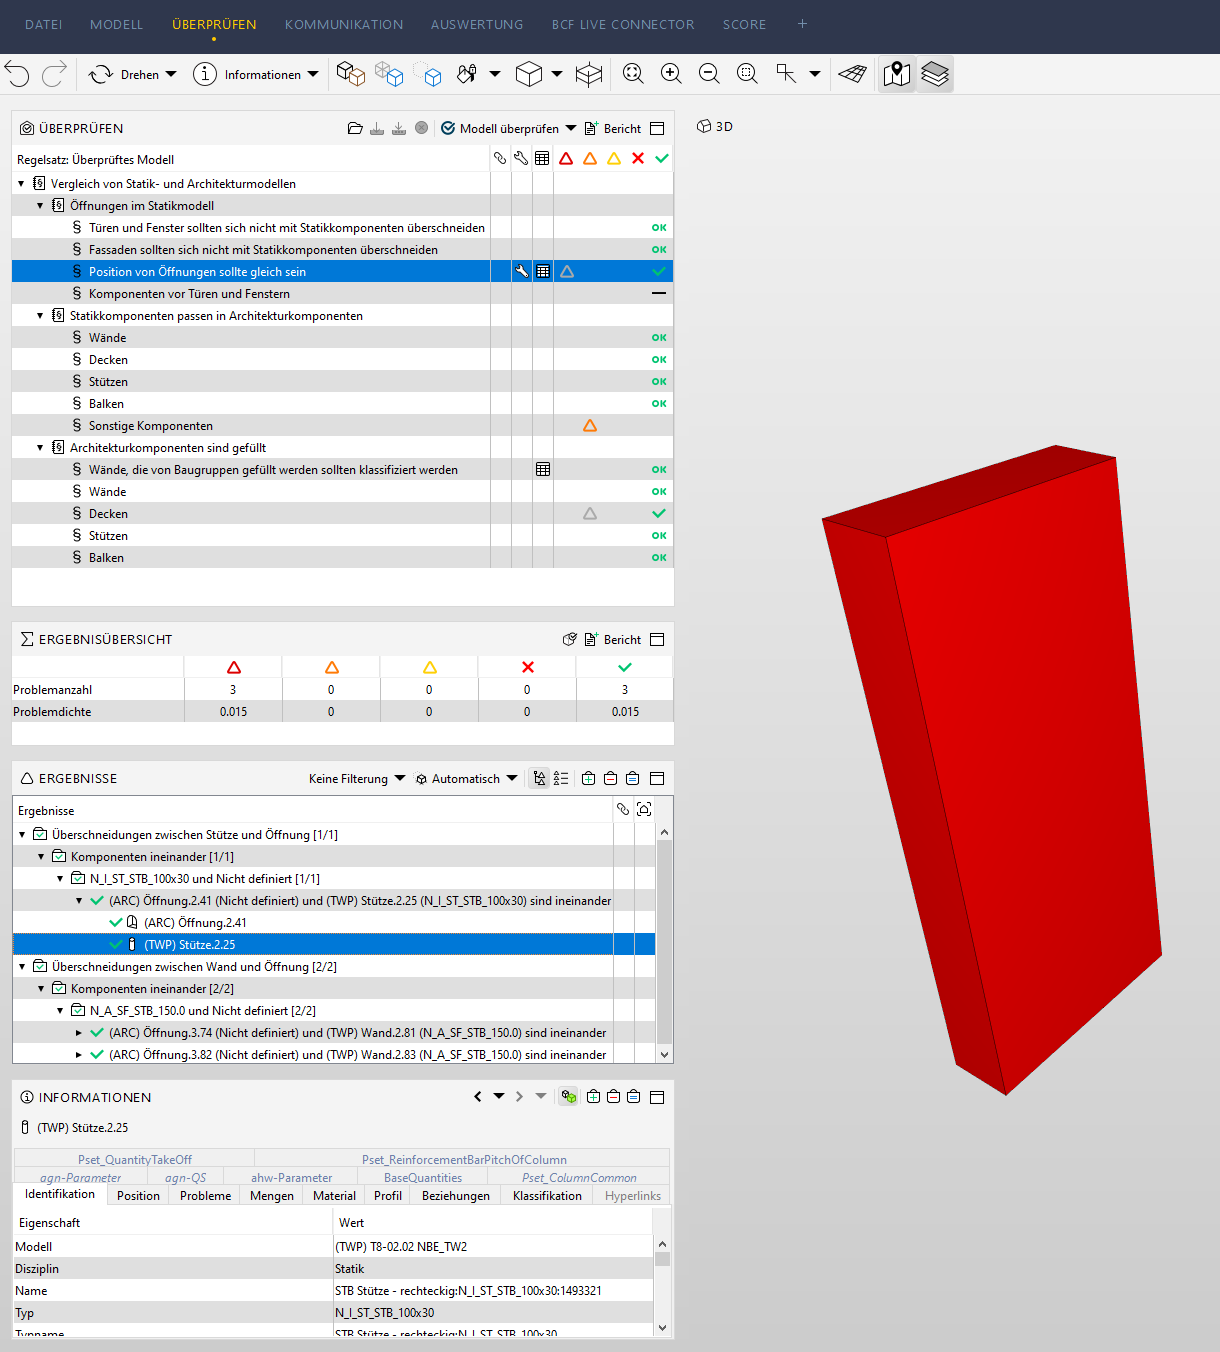 DATEI MODELL ÜBERPRÜFEN KOMMUNIKATION AUSWERTUNG BCF LIVE CONNECTOR SCORE +
Drehen Informationen
ÜBERPRÜFEN Modell überprüfen Bericht
3D
Regelsatz: Überprüftes Modell
Vergleich von Statik- und Architekturmodellen
Öffnungen im Statikmodell
§ Türen und Fenster sollten sich nicht mit Statikkomponenten überschneiden OK
§ Fassaden sollten sich nicht mit Statikkomponenten überschneiden OK
§ Position von Öffnungen sollte gleich sein
§ Komponenten vor Türen und Fenstern —
Statikkomponenten passen in Architekturkomponenten
§ Wände OK
§ Decken OK
§ Stützen OK
§ Balken OK
§ Sonstige Komponenten
Architekturkomponenten sind gefüllt
§ Wände, die von Baugruppen gefüllt werden sollten klassifiziert werden OK
§ Wände OK
§ Decken
§ Stützen OK
§ Balken OK
ERGEBNISÜBERSICHT Bericht
Problemanzahl 3 0 0 0 3
Problemdichte 0.015 0 0 0 0.015
ERGEBNISSE Keine Filterung Automatisch
Ergebnisse
Überschneidungen zwischen Stütze und Öffnung [1/1]
Komponenten ineinander [1/1]
N_I_ST_STB_100x30 und Nicht definiert [1/1]
(ARC) Öffnung.2.41 (Nicht definiert) und (TWP) Stütze.2.25 (N_I_ST_STB_100x30) sind ineinander
(ARC) Öffnung.2.41
(TWP) Stütze.2.25
Überschneidungen zwischen Wand und Öffnung [2/2]
Komponenten ineinander [2/2]
N_A_SF_STB_150.0 und Nicht definiert [2/2]
(ARC) Öffnung.3.74 (Nicht definiert) und (TWP) Wand.2.81 (N_A_SF_STB_150.0) sind ineinander
(ARC) Öffnung.3.82 (Nicht definiert) und (TWP) Wand.2.83 (N_A_SF_STB_150.0) sind ineinander
INFORMATIONEN
(TWP) Stütze.2.25
Pset_QuantityTakeOff Pset_ReinforcementBarPitchOfColumn
agn-Parameter agn-QS ahw-Parameter BaseQuantities Pset_ColumnCommon
Identifikation Position Probleme Mengen Material Profil Beziehungen Klassifikation Hyperlinks
Eigenschaft Wert
Modell (TWP) T8-02.02 NBE_TW2
Disziplin Statik
Name STB Stütze - rechteckig:N_I_ST_STB_100x30:1493321
Typ N_I_ST_STB_100x30
Typname STB Stütze - rechteckig:N_I_ST_STB_100x30